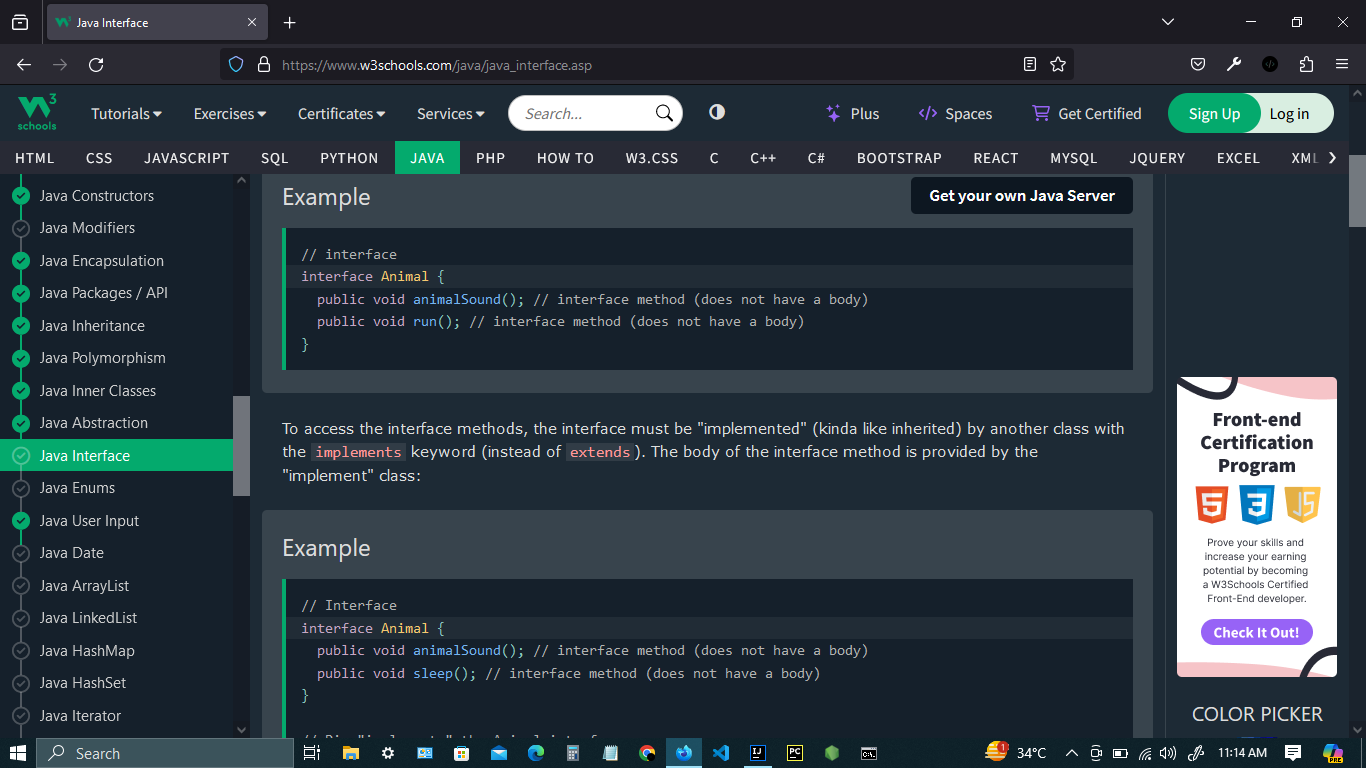 Java Interface
https://www.w3schools.com/java/java_interface.asp
W3 schools
Tutorials
Exercises
Certificates
Services
Search...
Plus
Spaces
Get Certified
Sign Up
Log in
HTML CSS JAVASCRIPT SQL PYTHON JAVA PHP HOW TO W3.CSS C C++ C# BOOTSTRAP REACT MYSQL JQUERY EXCEL XML
Java Constructors
Java Modifiers
Java Encapsulation
Java Packages / API
Java Inheritance
Java Polymorphism
Java Inner Classes
Java Abstraction
Java Interface
Java Enums
Java User Input
Java Date
Java ArrayList
Java LinkedList
Java HashMap
Java HashSet
Java Iterator
Example
Get your own Java Server
// interface
interface Animal {
public void animalSound(); // interface method (does not have a body)
public void run(); // interface method (does not have a body)
}
To access the interface methods, the interface must be "implemented" (kinda like inherited) by another class with
the implements keyword (instead of extends). The body of the interface method is provided by the
"implement" class:
Example
// Interface
interface Animal {
public void animalSound(); // interface method (does not have a body)
public void sleep(); // interface method (does not have a body)
}
Front-end
Certification
Program
5 3 JS
Prove your skills and
increase your earning
potential by becoming
a W3Schools Certified
Front-End developer.
Check It Out!
COLOR PICKER
Search
IJ
PC
1
34°C
11:14 AM
PRE